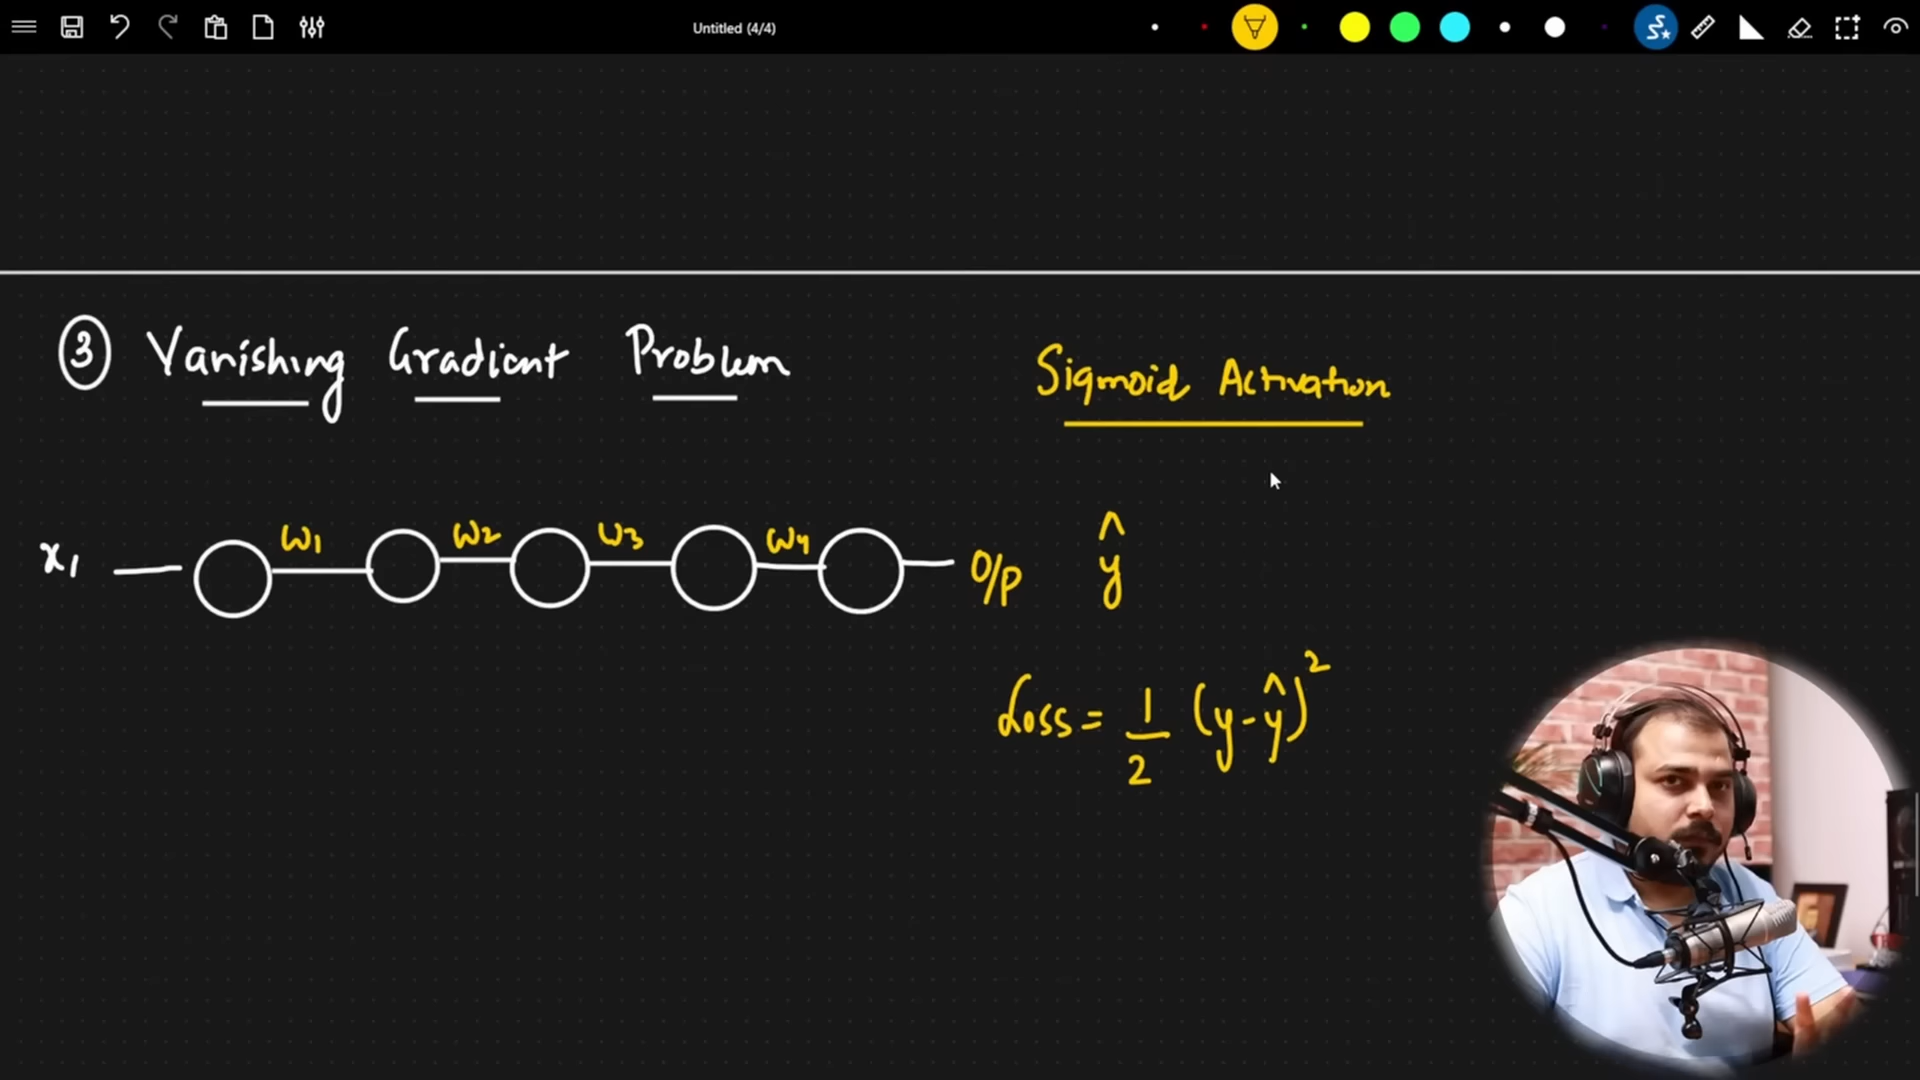 Untitled (4/4)
③ Vanishing Gradient Problem
Sigmoid Activation
x₁ w₁ w₂ w₃ w₄ O/P ŷ
Loss = 1/2 (y-ŷ)²